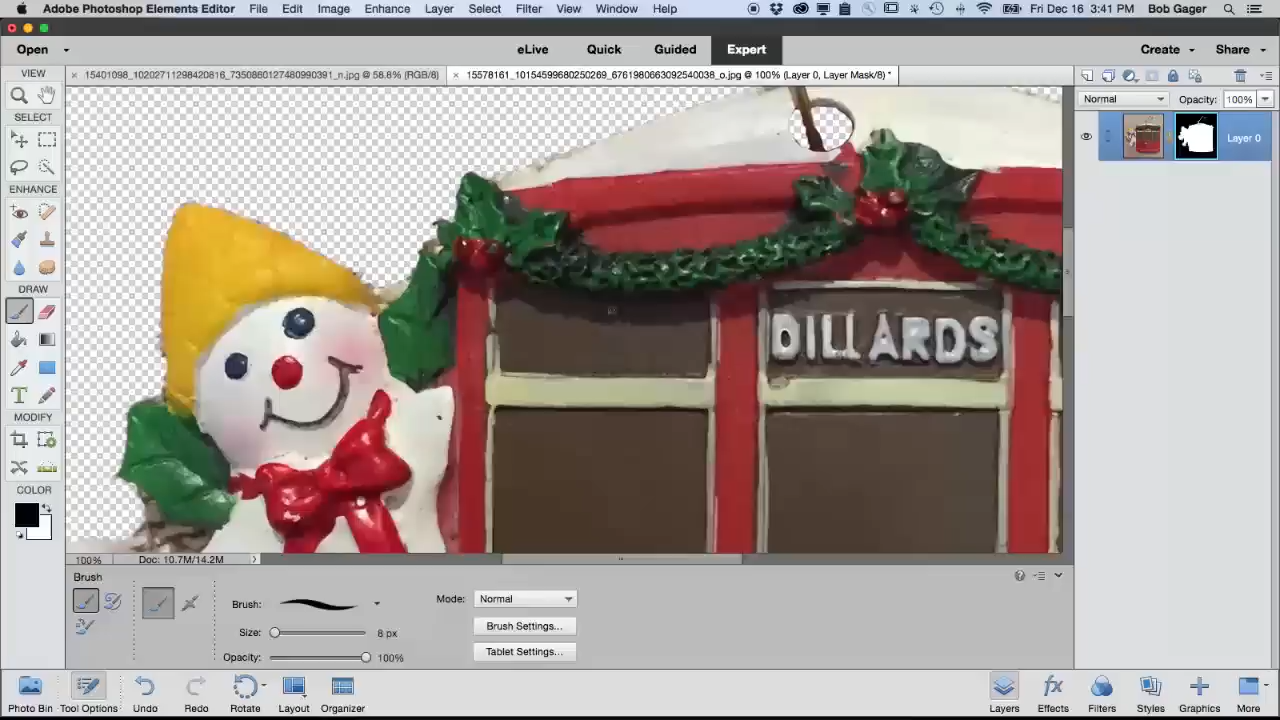 Adobe Photoshop Elements Editor File Edit Image Enhance Layer Select Filter View Window Help Fri Dec 16 3:41 PM Bob Gager
Open eLive Quick Guided Expert Create Share
VIEW
15401098_10202711298420816_7350860127480990391_n.jpg @ 58.8% (RGB/8) 15578161_10154599680250269_6761980663092540038_o.jpg @ 100% (Layer 0, Layer Mask/8) *
Normal Opacity: 100%
SELECT
Layer 0
ENHANCE
DRAW
DILLARDS
T
MODIFY
COLOR
100% Doc: 10.7M/14.2M
Brush
Brush: Mode: Normal
Size: 8 px Brush Settings...
Opacity: 100% Tablet Settings...
Photo Bin Tool Options Undo Redo Rotate Layout Organizer Layers Effects Filters Styles Graphics More